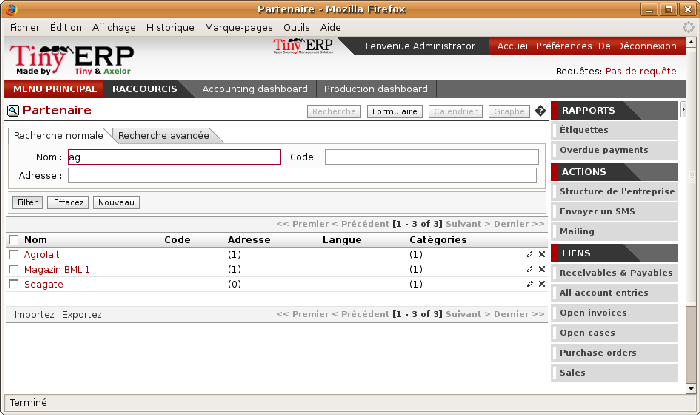 Partenaire - Mozilla Firefox
Fichier Édition Affichage Historique Marque-pages Outils Aide
Tiny ERP
Made by Tiny & Axelor
Tiny ERP
Bienvenue Administrator
Accueil Préférences De Déconnexion
Requêtes: Pas de requête
MENU PRINCIPAL RACCOURCIS Accounting dashboard Production dashboard
Partenaire
Recherche Formulaire Calendrier Graphe
Recherche normale Recherche avancée
Nom : ag Code
Adresse :
Filter Effacez Nouveau
<< Premier < Précédent [1 - 3 of 3] Suivant > Dernier >>
Nom Code Adresse Langue Catégories
Agrolait (1) (1)
Magazin BML 1 (1) (1)
Seagate (0) (1)
Importez Exportez << Premier < Précédent [1 - 3 of 3] Suivant > Dernier >>
RAPPORTS
Étiquettes
Overdue payments
ACTIONS
Structure de l'entreprise
Envoyer un SMS
Mailing
LIENS
Receivables & Payables
All account entries
Open invoices
Open cases
Purchase orders
Sales
Terminé